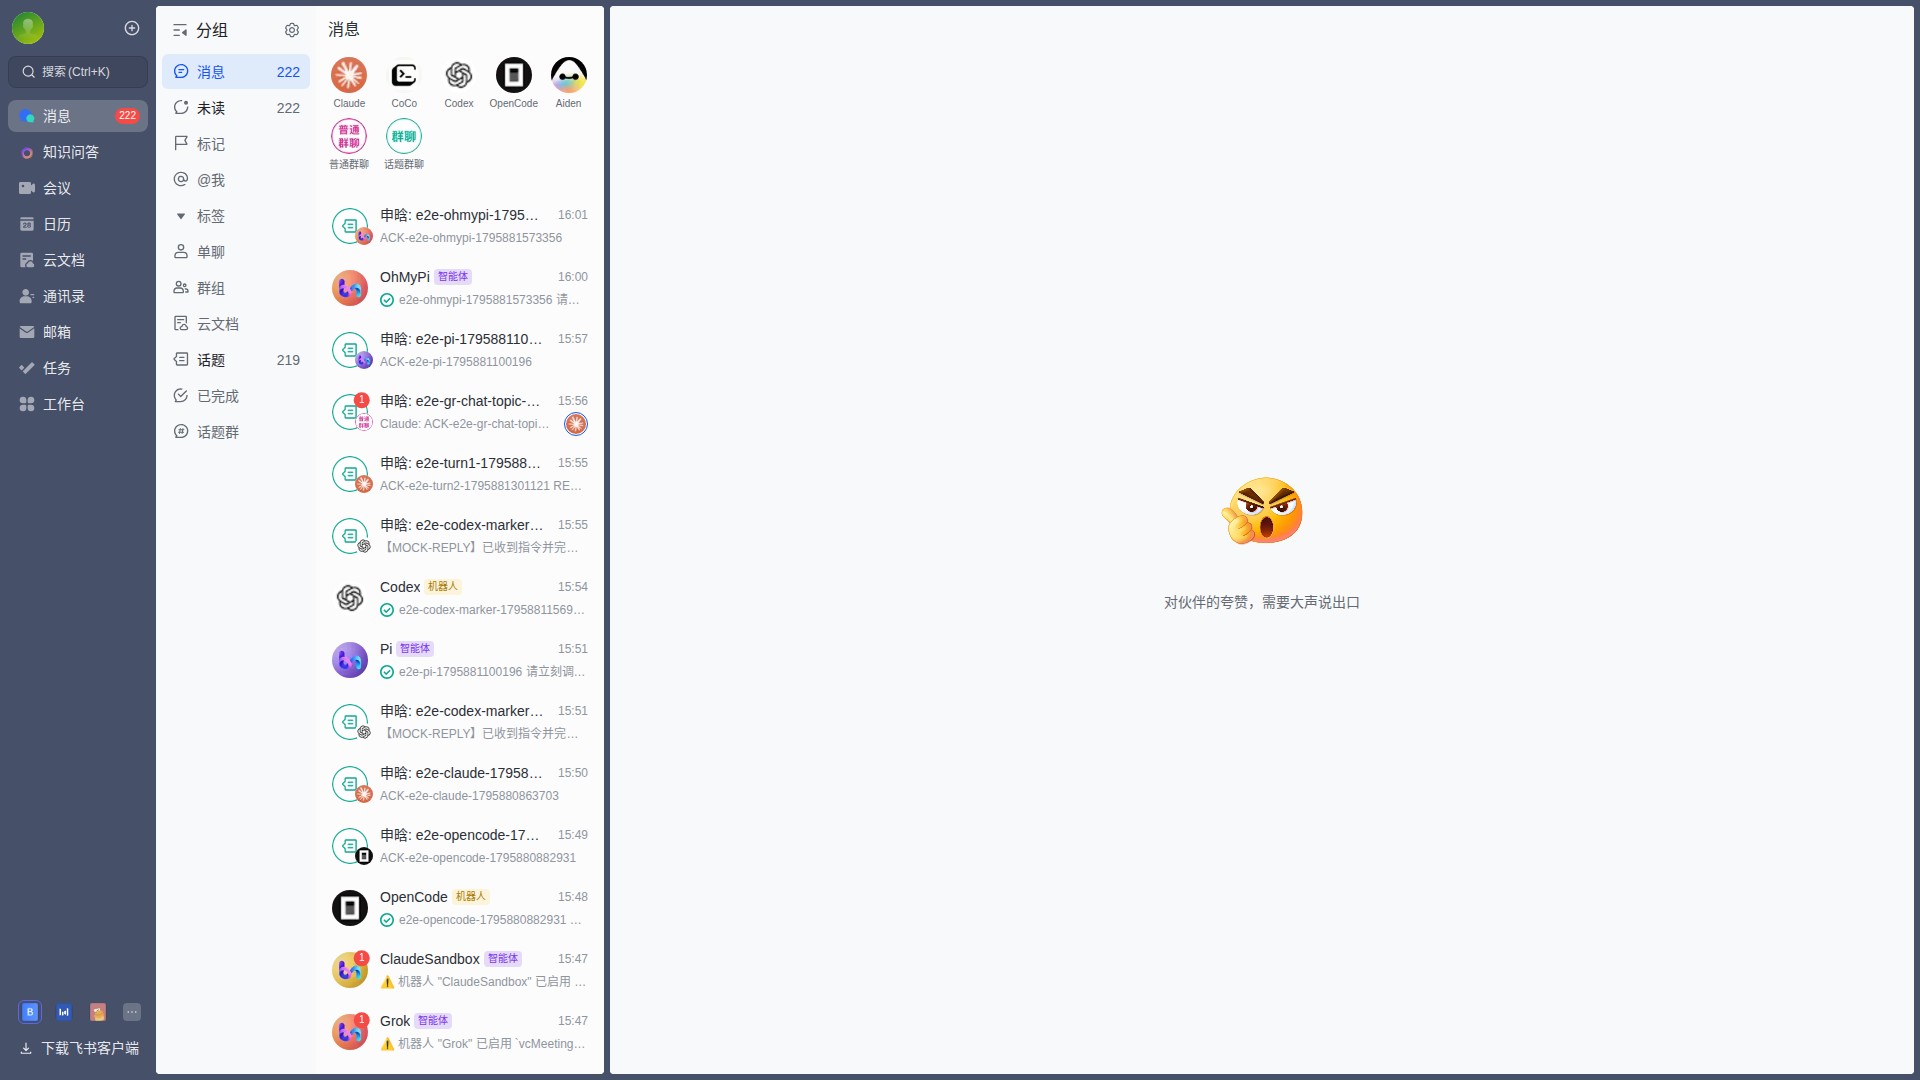 搜索 (Ctrl+K)
消息 222
知识问答
会议
日历
云文档
通讯录
邮箱
任务
工作台
下载飞书客户端
分组
消息 222
未读 222
标记
@我
标签
单聊
群组
云文档
话题 219
已完成
话题群
消息
Claude CoCo Codex OpenCode Aiden
普通群聊 群聊
普通群聊 话题群聊
申晗: e2e-ohmypi-1795... 16:01
ACK-e2e-ohmypi-1795881573356
OhMyPi 智能体 16:00
e2e-ohmypi-1795881573356 请...
申晗: e2e-pi-179588110... 15:57
ACK-e2e-pi-1795881100196
1 申晗: e2e-gr-chat-topic-... 15:56
Claude: ACK-e2e-gr-chat-topi...
申晗: e2e-turn1-179588... 15:55
ACK-e2e-turn2-1795881301121 RE...
申晗: e2e-codex-marker... 15:55
【MOCK-REPLY】已收到指令并完...
Codex 机器人 15:54
e2e-codex-marker-17958811569...
Pi 智能体 15:51
e2e-pi-1795881100196 请立刻调...
申晗: e2e-codex-marker... 15:51
【MOCK-REPLY】已收到指令并完...
申晗: e2e-claude-17958... 15:50
ACK-e2e-claude-1795880863703
申晗: e2e-opencode-17... 15:49
ACK-e2e-opencode-1795880882931
OpenCode 机器人 15:48
e2e-opencode-1795880882931 ...
1 ClaudeSandbox 智能体 15:47
机器人 "ClaudeSandbox" 已启用 ...
1 Grok 智能体 15:47
机器人 "Grok" 已启用 `vcMeeting...
对伙伴的夸赞，需要大声说出口